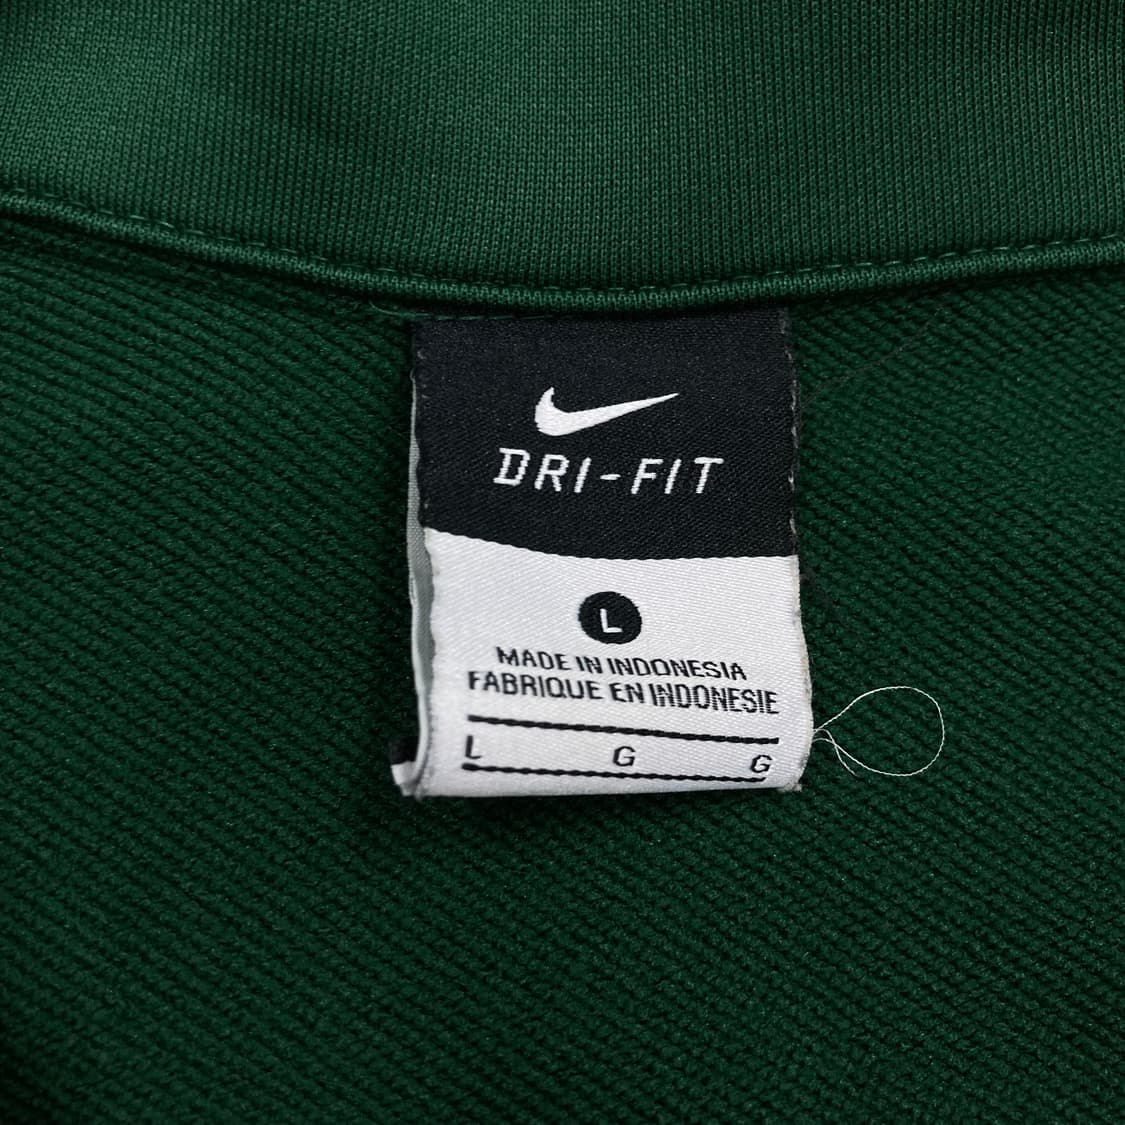 DRI-FIT
L
MADE IN INDONESIA
FABRIQUE EN INDONESIE
L G G